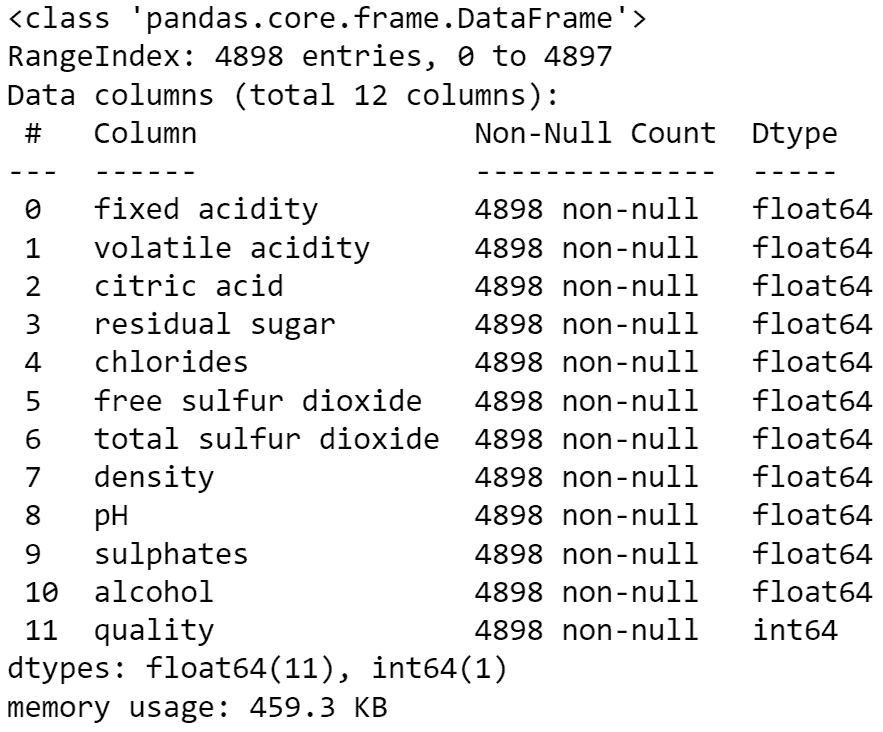 <class 'pandas.core.frame.DataFrame'>
RangeIndex: 4898 entries, 0 to 4897
Data columns (total 12 columns):
 #   Column                Non-Null Count  Dtype
---  ------                --------------  -----
 0   fixed acidity         4898 non-null   float64
 1   volatile acidity      4898 non-null   float64
 2   citric acid           4898 non-null   float64
 3   residual sugar        4898 non-null   float64
 4   chlorides             4898 non-null   float64
 5   free sulfur dioxide   4898 non-null   float64
 6   total sulfur dioxide  4898 non-null   float64
 7   density               4898 non-null   float64
 8   pH                    4898 non-null   float64
 9   sulphates             4898 non-null   float64
 10  alcohol               4898 non-null   float64
 11  quality               4898 non-null   int64
dtypes: float64(11), int64(1)
memory usage: 459.3 KB